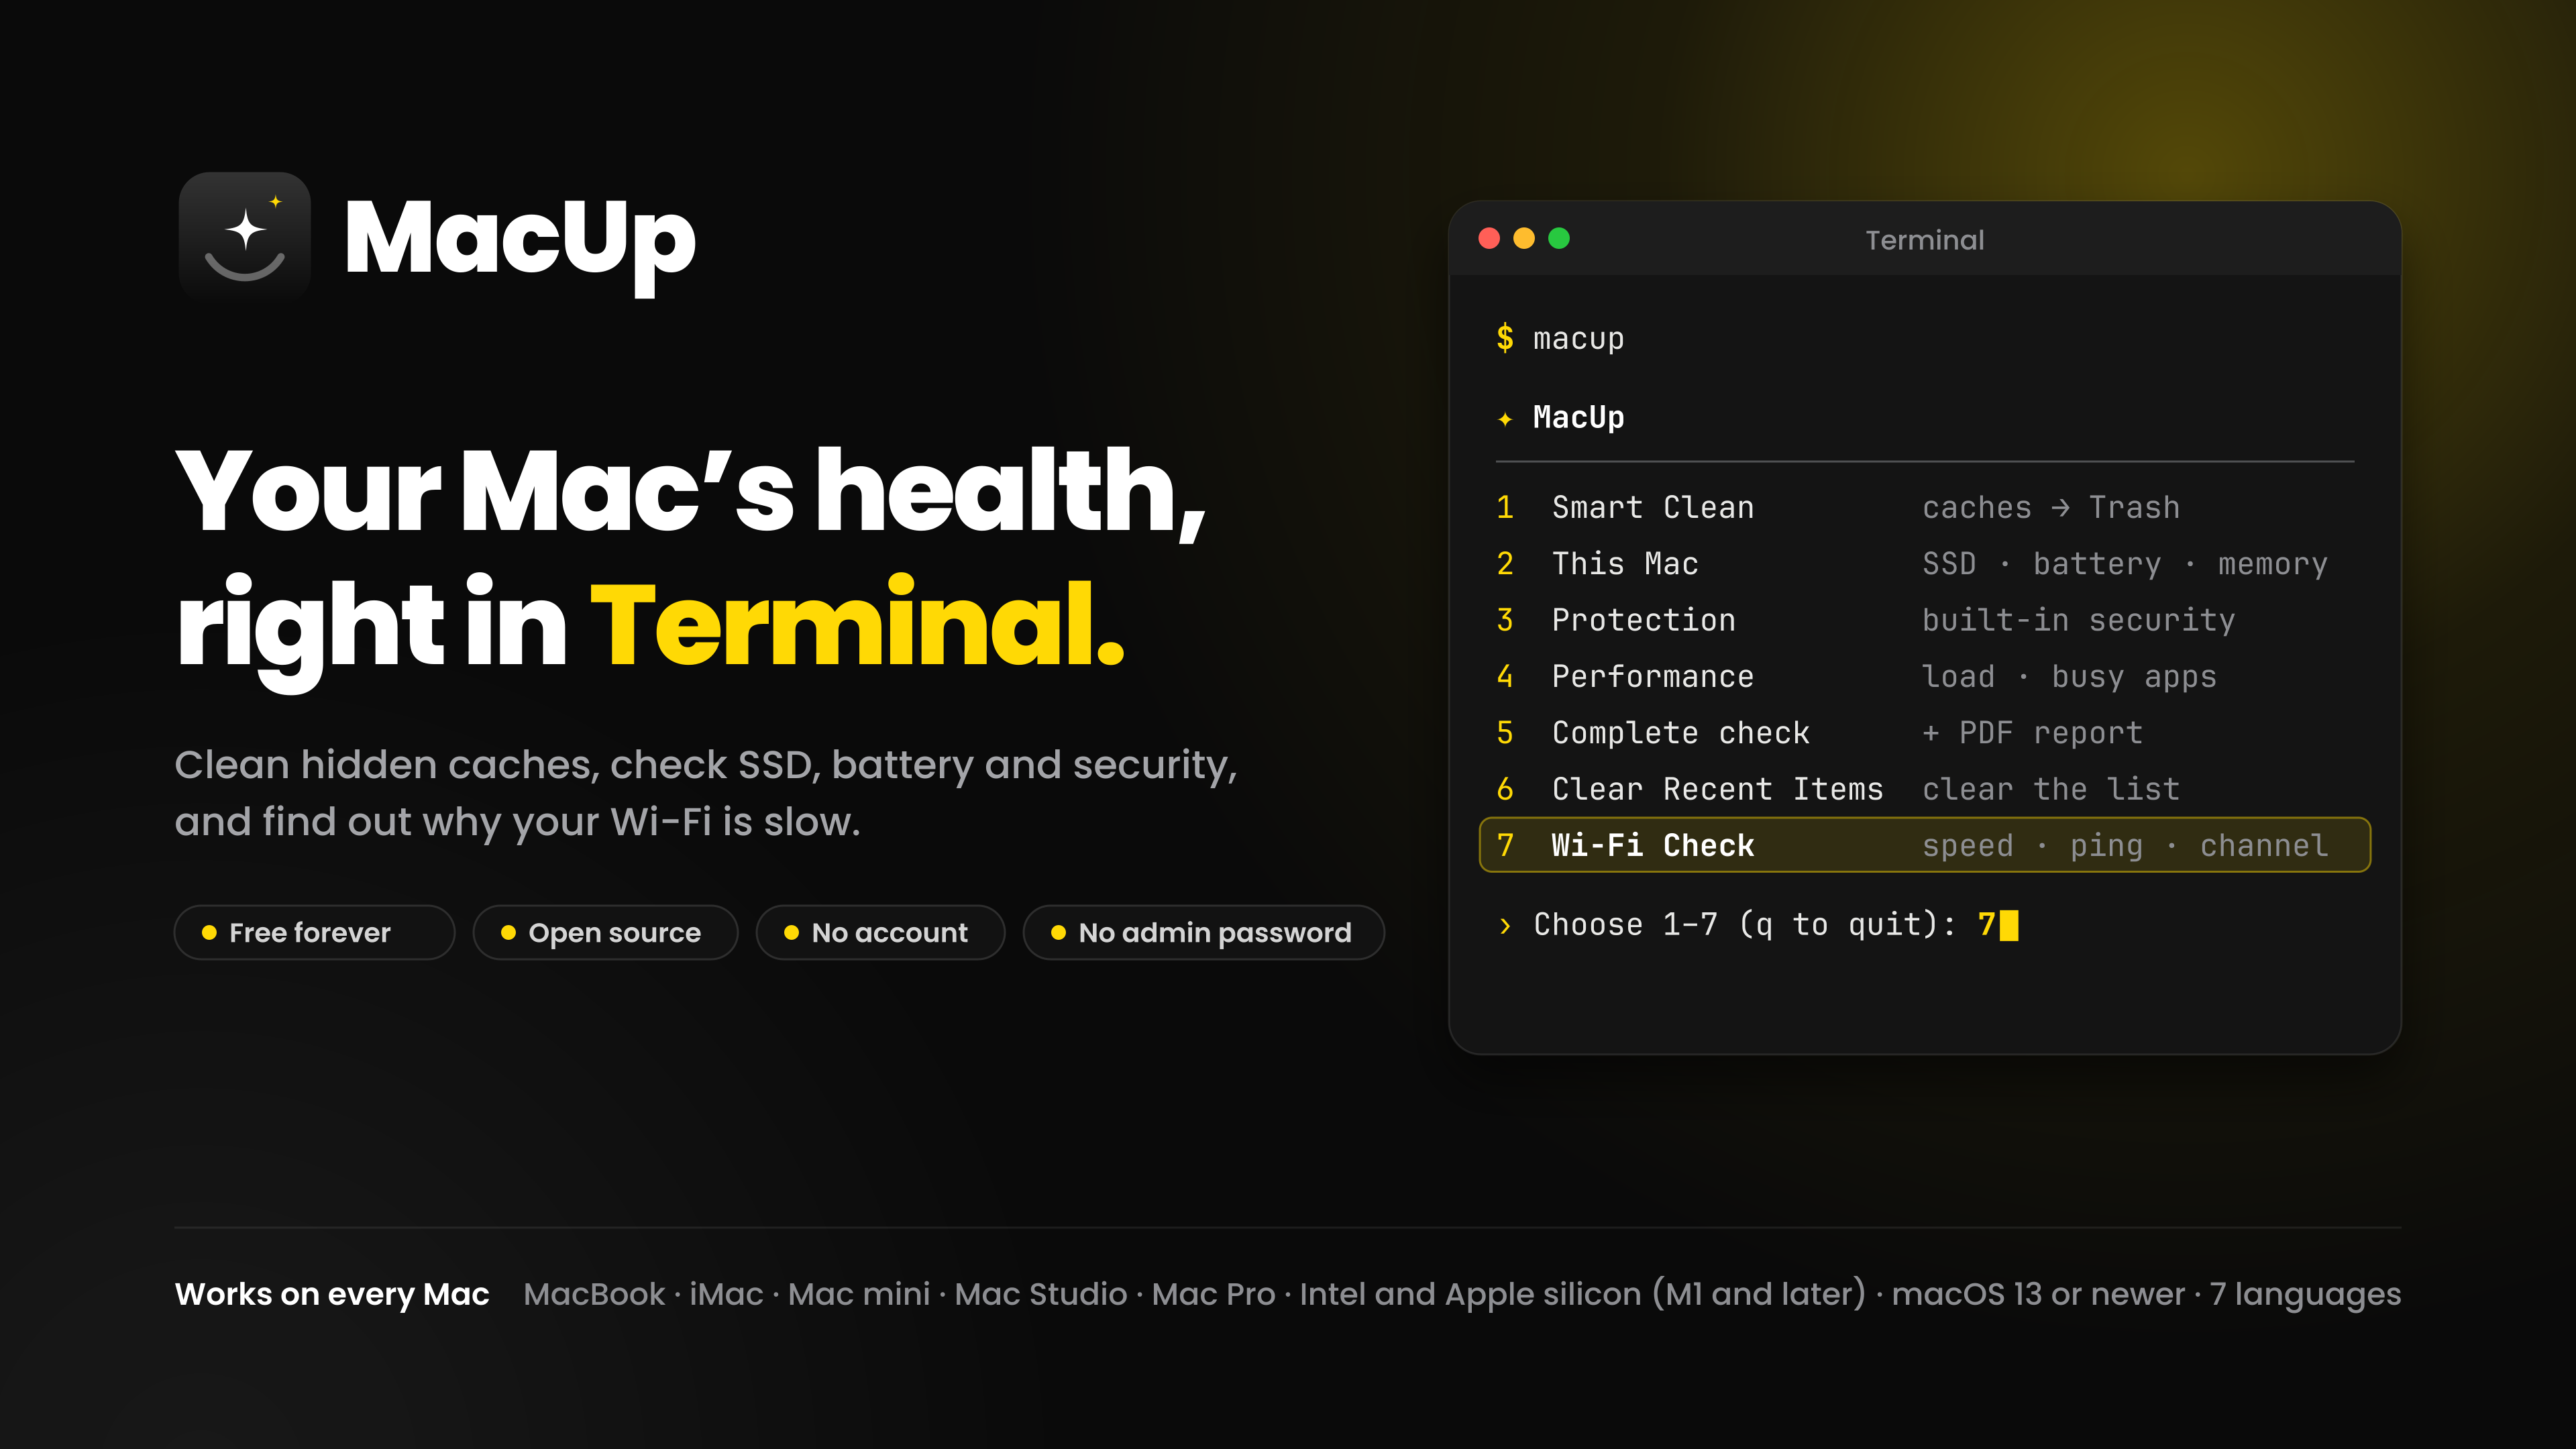 MacUp
Your Mac’s health,
right in Terminal.
Clean hidden caches, check SSD, battery and security,
and find out why your Wi-Fi is slow.
Free forever
Open source
No account
No admin password
Terminal
$ macup
✦ MacUp
1 Smart Clean caches → Trash
2 This Mac SSD · battery · memory
3 Protection built-in security
4 Performance load · busy apps
5 Complete check + PDF report
6 Clear Recent Items clear the list
7 Wi-Fi Check speed · ping · channel
› Choose 1–7 (q to quit): 7
Works on every Mac MacBook · iMac · Mac mini · Mac Studio · Mac Pro · Intel and Apple silicon (M1 and later) · macOS 13 or newer · 7 languages